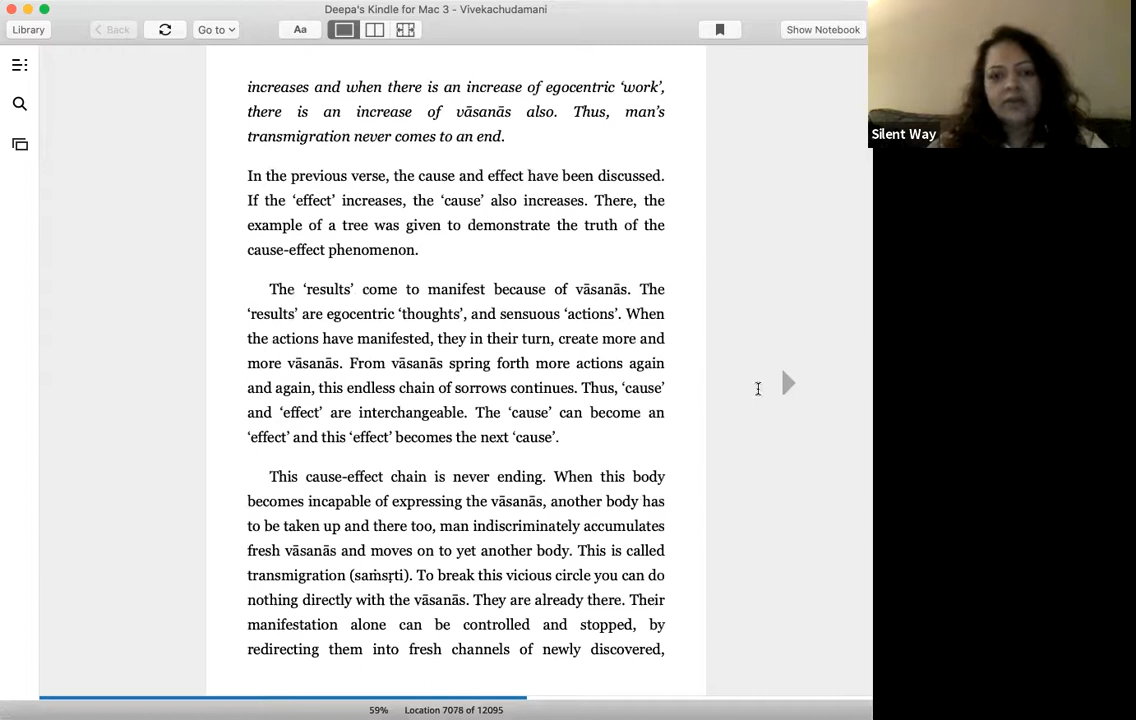 Deepa's Kindle for Mac 3 - Vivekachudamani
Library
Back
Go to
Aa
Show Notebook
increases and when there is an increase of egocentric ‘work’,
there is an increase of vāsanās also. Thus, man’s
transmigration never comes to an end.
In the previous verse, the cause and effect have been discussed.
If the ‘effect’ increases, the ‘cause’ also increases. There, the
example of a tree was given to demonstrate the truth of the
cause-effect phenomenon.
The ‘results’ come to manifest because of vāsanās. The
‘results’ are egocentric ‘thoughts’, and sensuous ‘actions’. When
the actions have manifested, they in their turn, create more and
more vāsanās. From vāsanās spring forth more actions again
and again, this endless chain of sorrows continues. Thus, ‘cause’
and ‘effect’ are interchangeable. The ‘cause’ can become an
‘effect’ and this ‘effect’ becomes the next ‘cause’.
This cause-effect chain is never ending. When this body
becomes incapable of expressing the vāsanās, another body has
to be taken up and there too, man indiscriminately accumulates
fresh vāsanās and moves on to yet another body. This is called
transmigration (saṁsṛti). To break this vicious circle you can do
nothing directly with the vāsanās. They are already there. Their
manifestation alone can be controlled and stopped, by
redirecting them into fresh channels of newly discovered,
59% Location 7078 of 12095
Silent Way